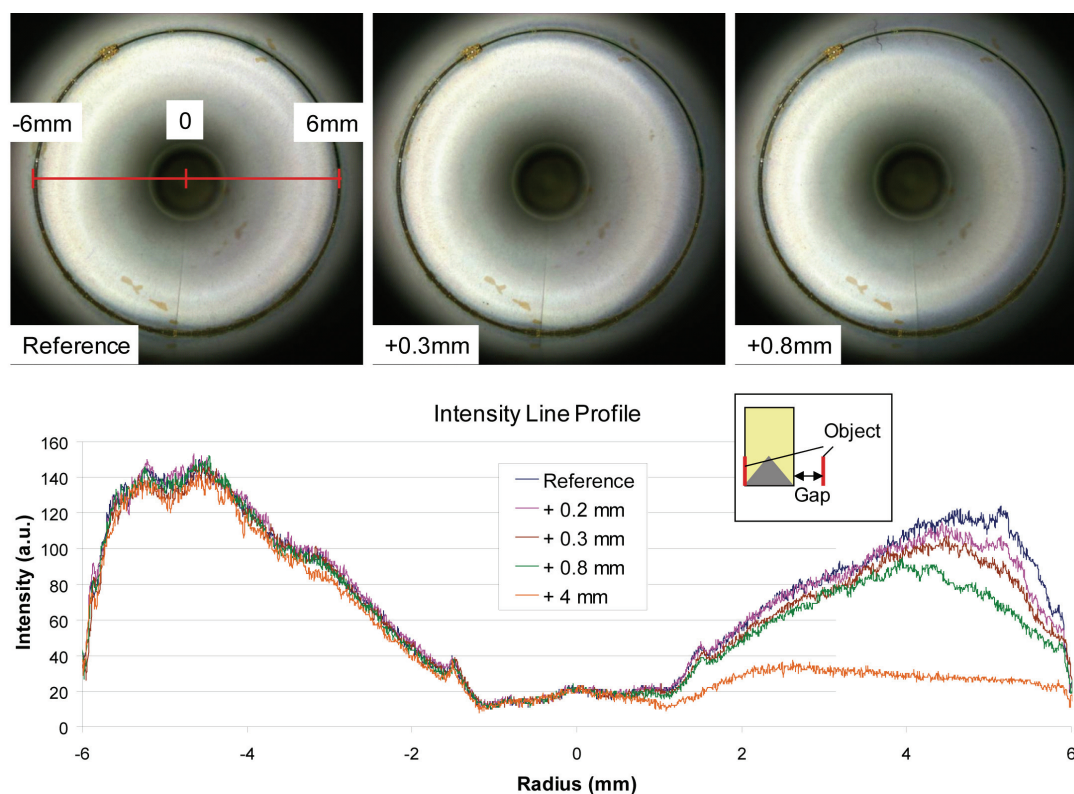 -6mm
0
6mm
Reference
+0.3mm
+0.8mm
Intensity Line Profile
Object
Gap
Reference
+ 0.2 mm
+ 0.3 mm
+ 0.8 mm
+ 4 mm
Intensity (a.u.)
160
140
120
100
80
60
40
20
0
-6
-4
-2
0
2
4
6
Radius (mm)